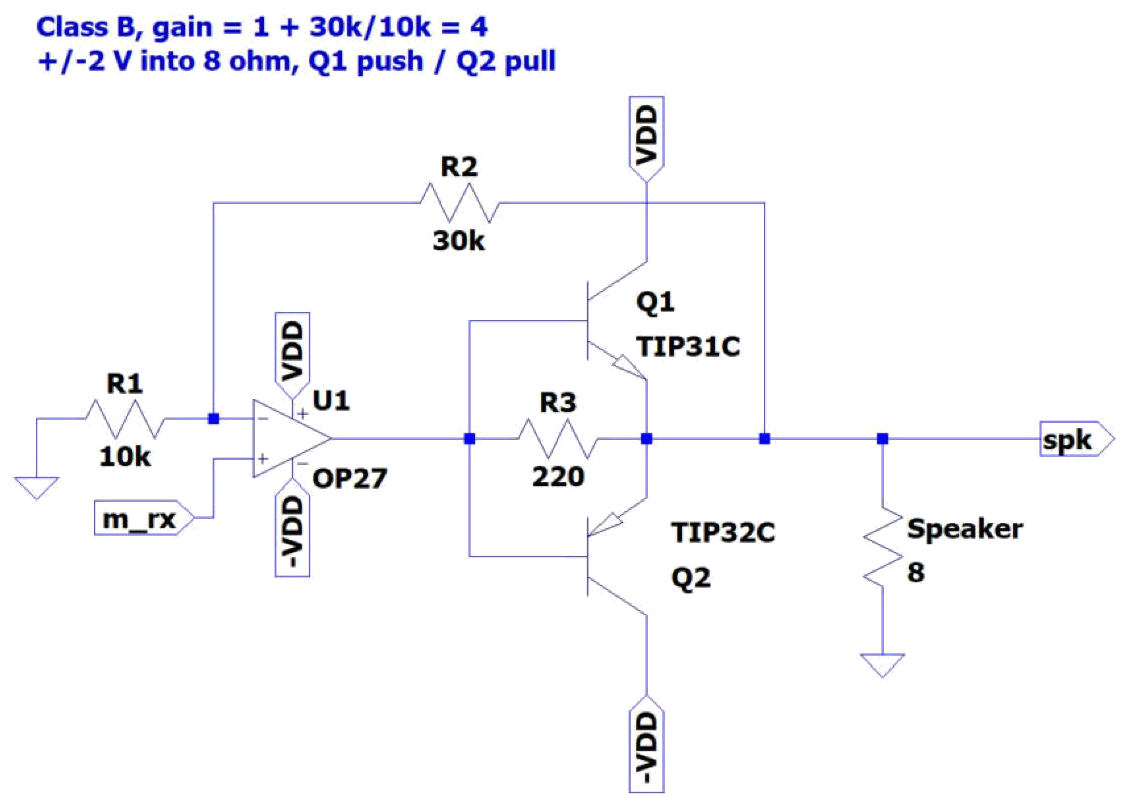 Class B, gain = 1 + 30k/10k = 4
+/-2 V into 8 ohm, Q1 push / Q2 pull
VDD
R2
30k
Q1
TIP31C
VDD
U1
+
R1
10k
-
+
-
OP27
R3
220
spk
m_rx
-VDD
TIP32C
Q2
Speaker
8
-VDD